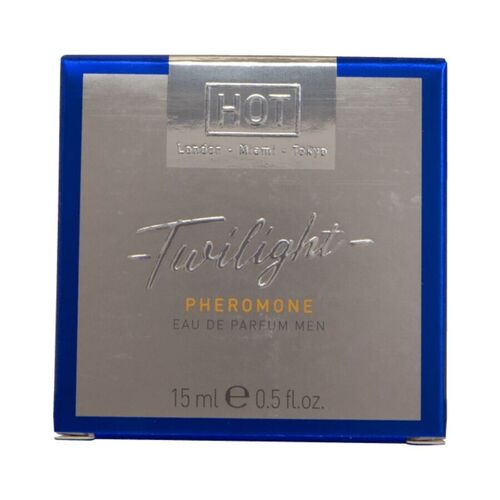 HOT
London - Miami - Tokyo
-Twilight-
PHEROMONE
EAU DE PARFUM MEN
15 ml ℮ 0.5 fl.oz.